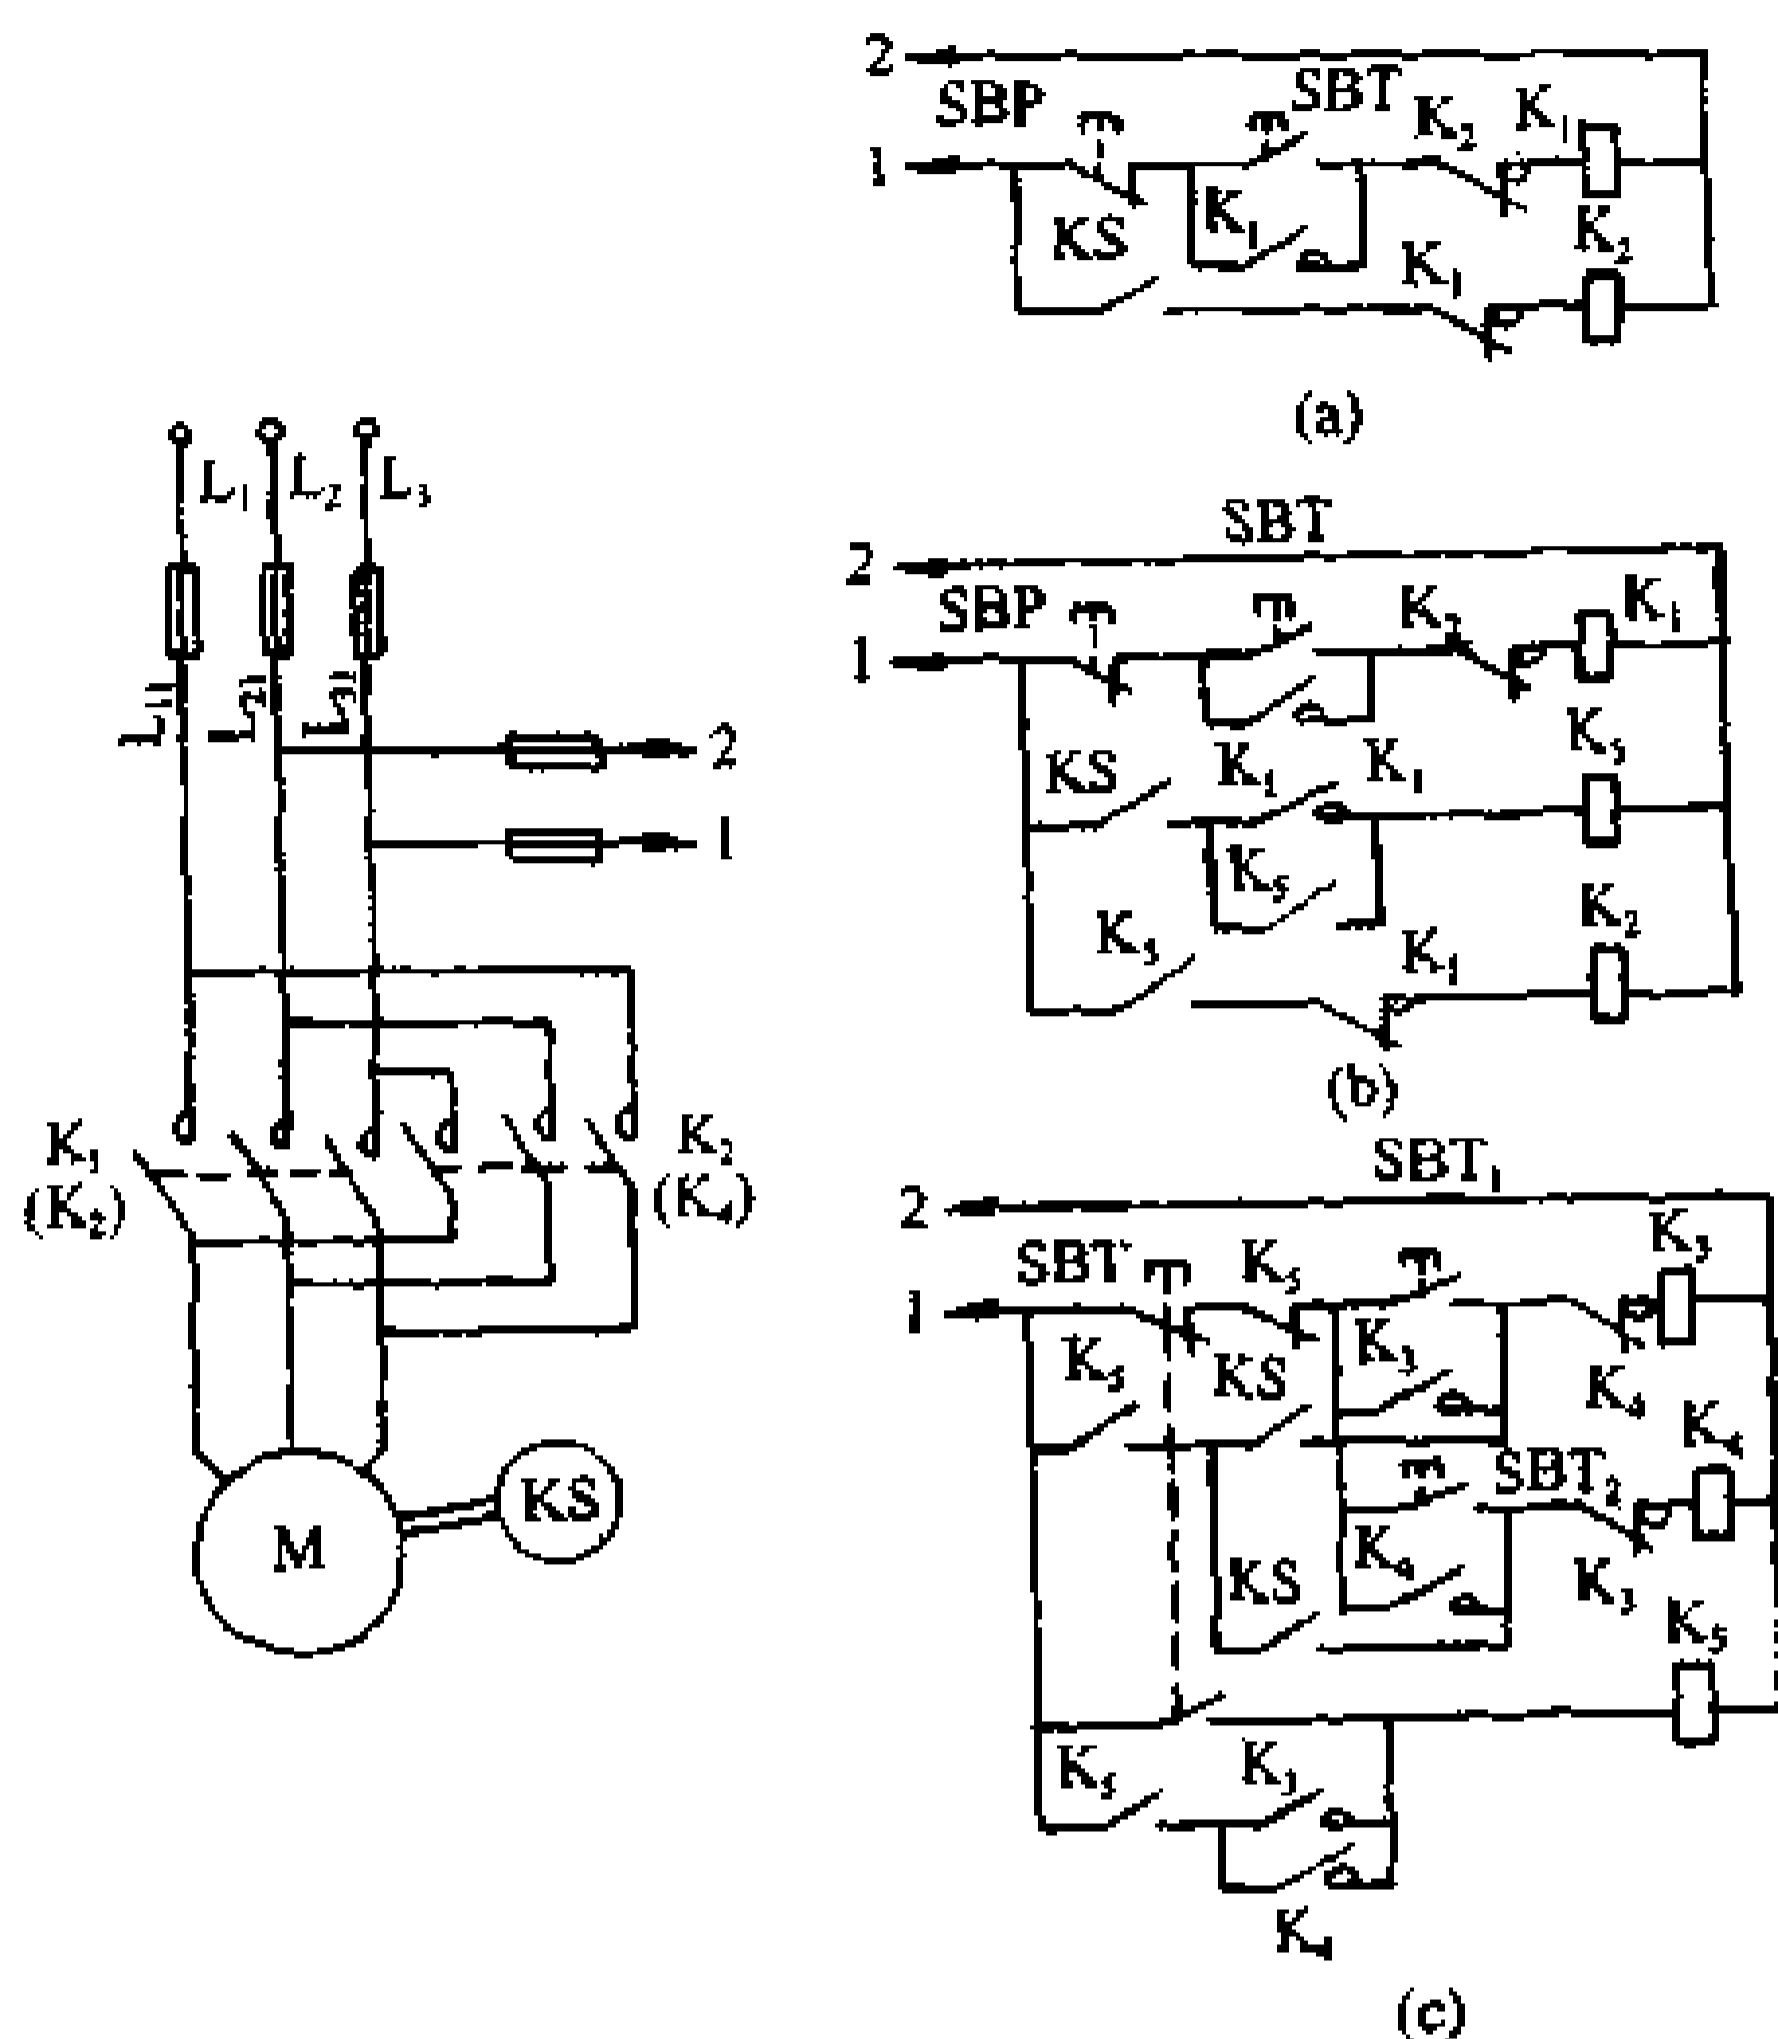 2
SBP
SBT
K₂
K₁
1
KS
K₁
K₁
K₂
(a)
L₁
L₂
L₃
L₁₁
L₂₁
L₃₁
2
1
K₁
(K₂)
K₂
(K₄)
M
KS
SBT
2
SBP
K₂
K₁
1
KS
K₁
K₁
K₅
K₅
K₅
K₁
K₂
(b)
SBT₁
2
SBT
K₅
K₃
1
K₅
KS
K₃
K₄
K₄
SBT₂
KS
K₄
K₃
K₅
K₅
K₃
K₄
(c)